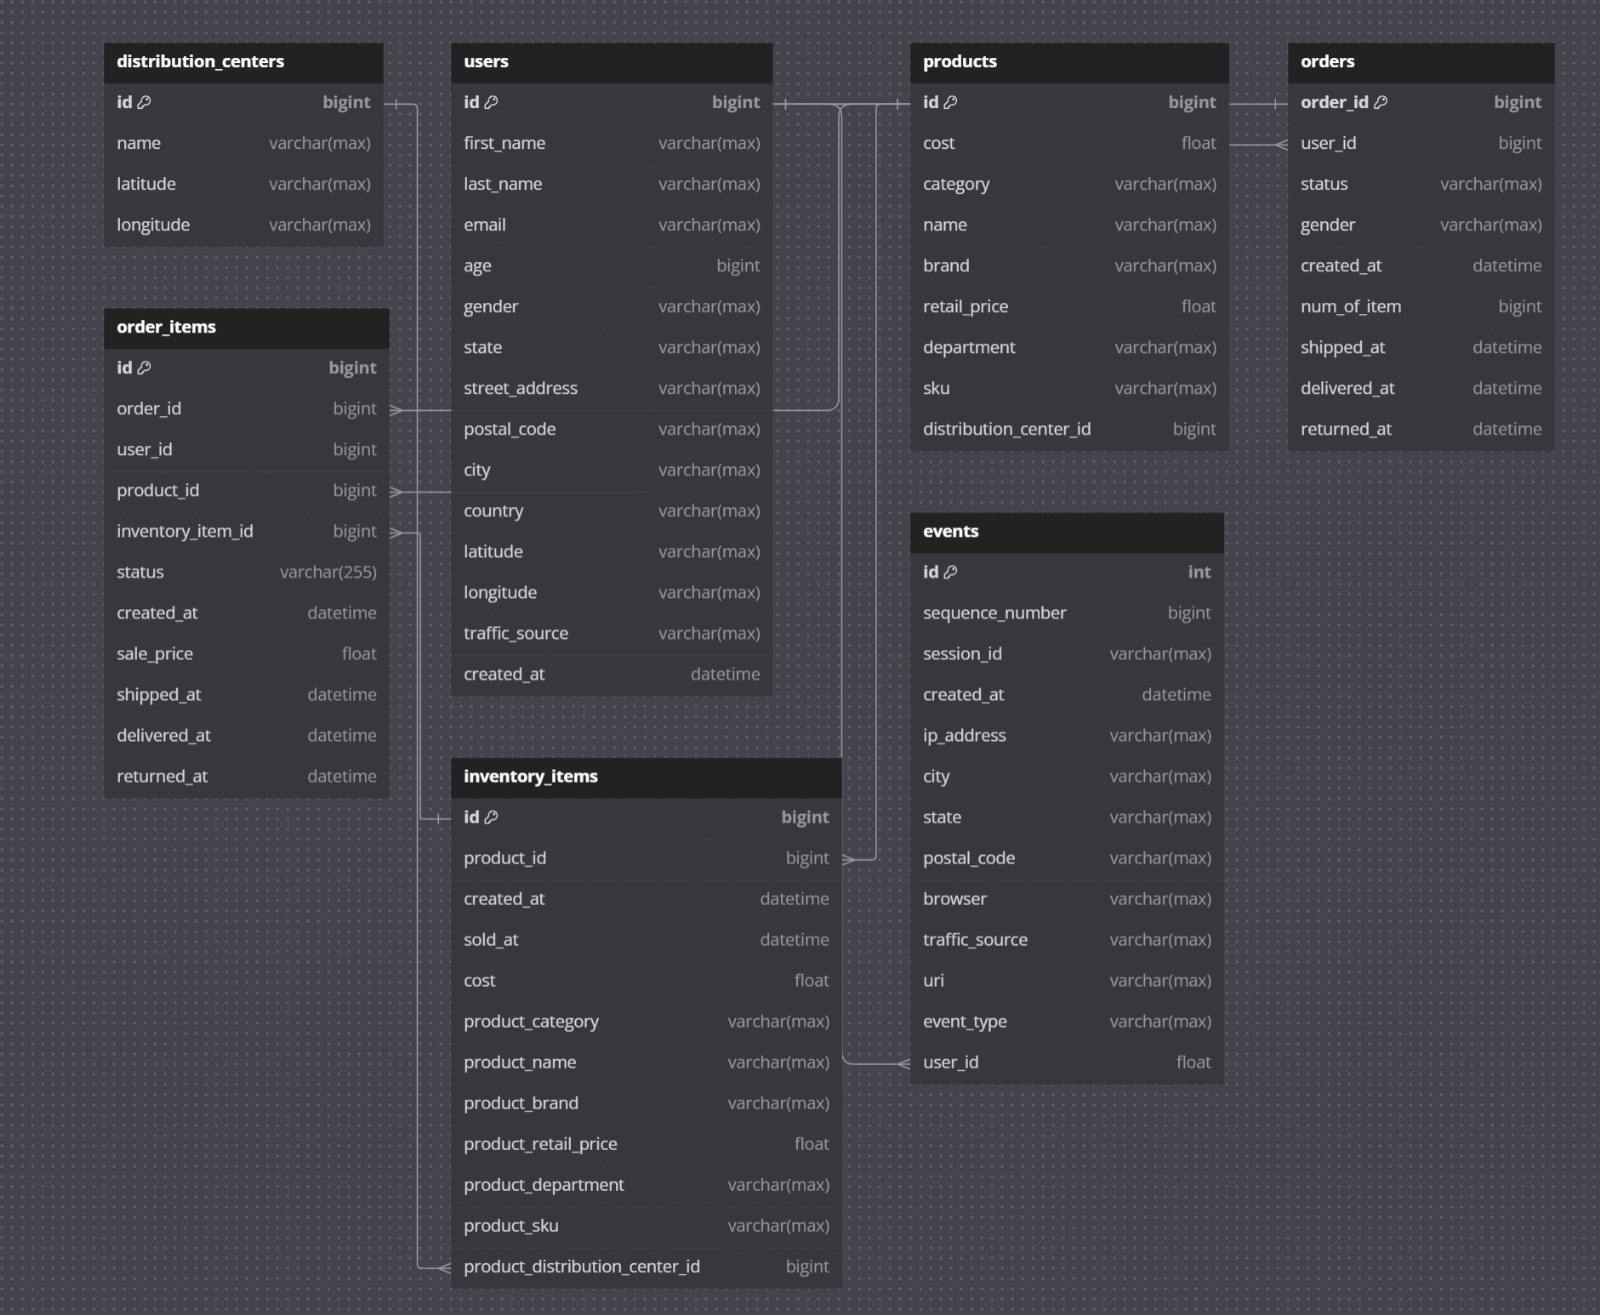 distribution_centers
id bigint
name varchar(max)
latitude varchar(max)
longitude varchar(max)
order_items
id bigint
order_id bigint
user_id bigint
product_id bigint
inventory_item_id bigint
status varchar(255)
created_at datetime
sale_price float
shipped_at datetime
delivered_at datetime
returned_at datetime
users
id bigint
first_name varchar(max)
last_name varchar(max)
email varchar(max)
age bigint
gender varchar(max)
state varchar(max)
street_address varchar(max)
postal_code varchar(max)
city varchar(max)
country varchar(max)
latitude varchar(max)
longitude varchar(max)
traffic_source varchar(max)
created_at datetime
inventory_items
id bigint
product_id bigint
created_at datetime
sold_at datetime
cost float
product_category varchar(max)
product_name varchar(max)
product_brand varchar(max)
product_retail_price float
product_department varchar(max)
product_sku varchar(max)
product_distribution_center_id bigint
products
id bigint
cost float
category varchar(max)
name varchar(max)
brand varchar(max)
retail_price float
department varchar(max)
sku varchar(max)
distribution_center_id bigint
events
id int
sequence_number bigint
session_id varchar(max)
created_at datetime
ip_address varchar(max)
city varchar(max)
state varchar(max)
postal_code varchar(max)
browser varchar(max)
traffic_source varchar(max)
uri varchar(max)
event_type varchar(max)
user_id float
orders
order_id bigint
user_id bigint
status varchar(max)
gender varchar(max)
created_at datetime
num_of_item bigint
shipped_at datetime
delivered_at datetime
returned_at datetime